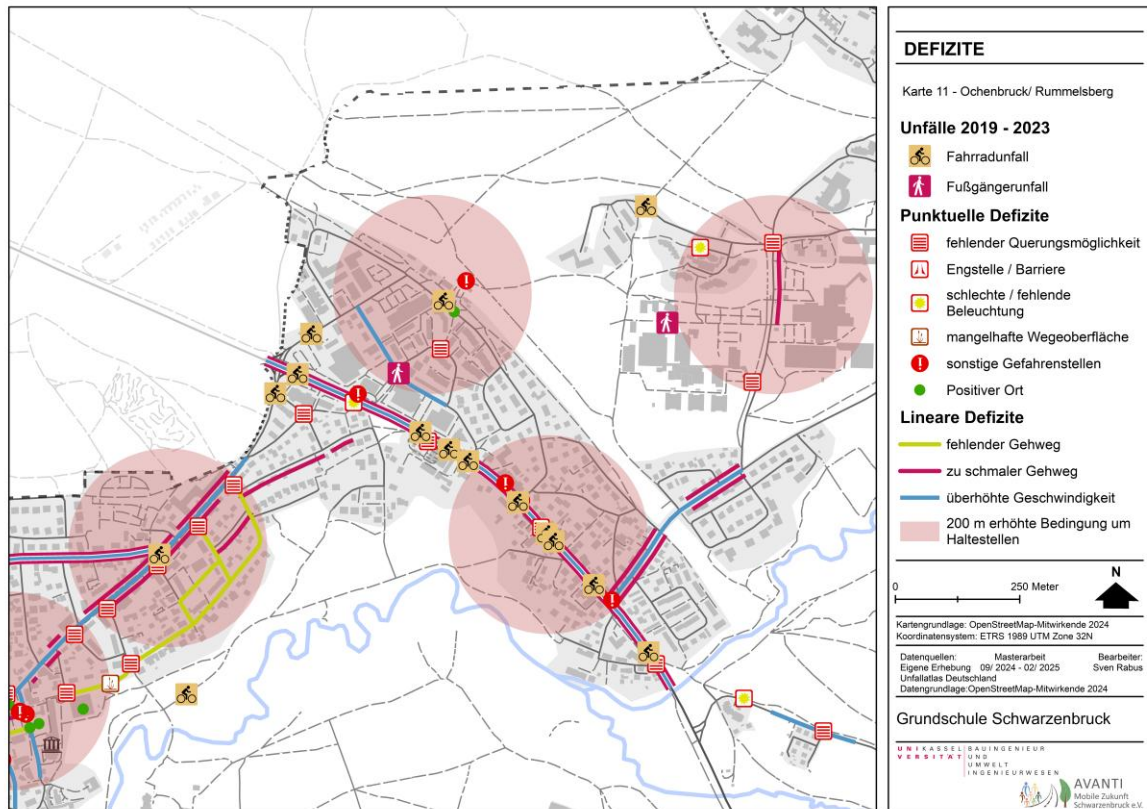 DEFIZITE
Karte 11 - Ochenbruck/ Rummelsberg
Unfälle 2019 - 2023
Fahrradunfall
Fußgängerunfall
Punktuelle Defizite
fehlender Querungsmöglichkeit
Engstelle / Barriere
schlechte / fehlende
Beleuchtung
mangelhafte Wegeoberfläche
sonstige Gefahrenstellen
Positiver Ort
Lineare Defizite
fehlender Gehweg
zu schmaler Gehweg
überhöhte Geschwindigkeit
200 m erhöhte Bedingung um
Haltestellen
N
0 250 Meter
Kartengrundlage: OpenStreetMap-Mitwirkende 2024
Koordinatensystem: ETRS 1989 UTM Zone 32N
Datenquellen: Masterarbeit Bearbeiter:
Eigene Erhebung 09/ 2024 - 02/ 2025 Sven Rabus
Unfallatlas Deutschland
Datengrundlage:OpenStreetMap-Mitwirkende 2024
Grundschule Schwarzenbruck
UNIKASSEL BAUINGENIEUR
VERSITÄT UND
UMWELT
INGENIEURWESEN
AVANTI
Mobile Zukunft
Schwarzenbruck e.V.